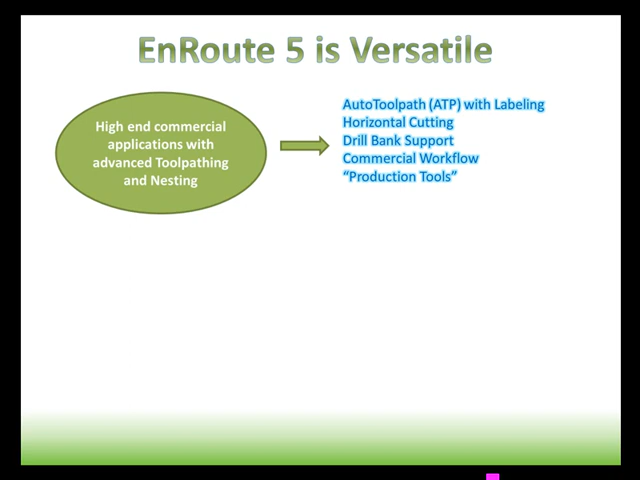 EnRoute 5 is Versatile
High end commercial
applications with
advanced Toolpathing
and Nesting
AutoToolpath (ATP) with Labeling
Horizontal Cutting
Drill Bank Support
Commercial Workflow
“Production Tools”